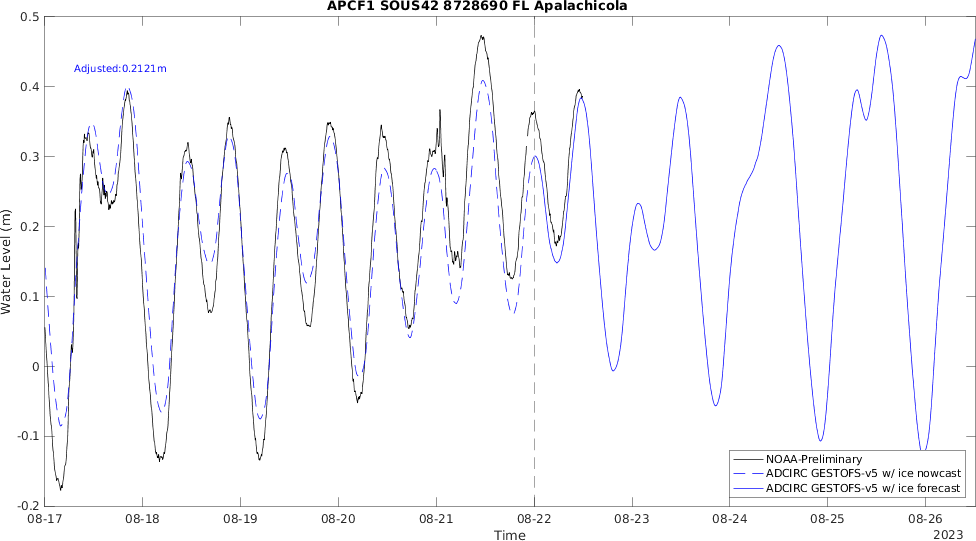 APCF1 SOUS42 8728690 FL Apalachicola
0.5
Adjusted:0.2121m
0.4
0.3
0.2
0.1
0
-0.1
-0.2
Water Level (m)
NOAA-Preliminary
ADCIRC GESTOFS-v5 w/ ice nowcast
ADCIRC GESTOFS-v5 w/ ice forecast
08-17 08-18 08-19 08-20 08-21 08-22 08-23 08-24 08-25 08-26
Time
2023